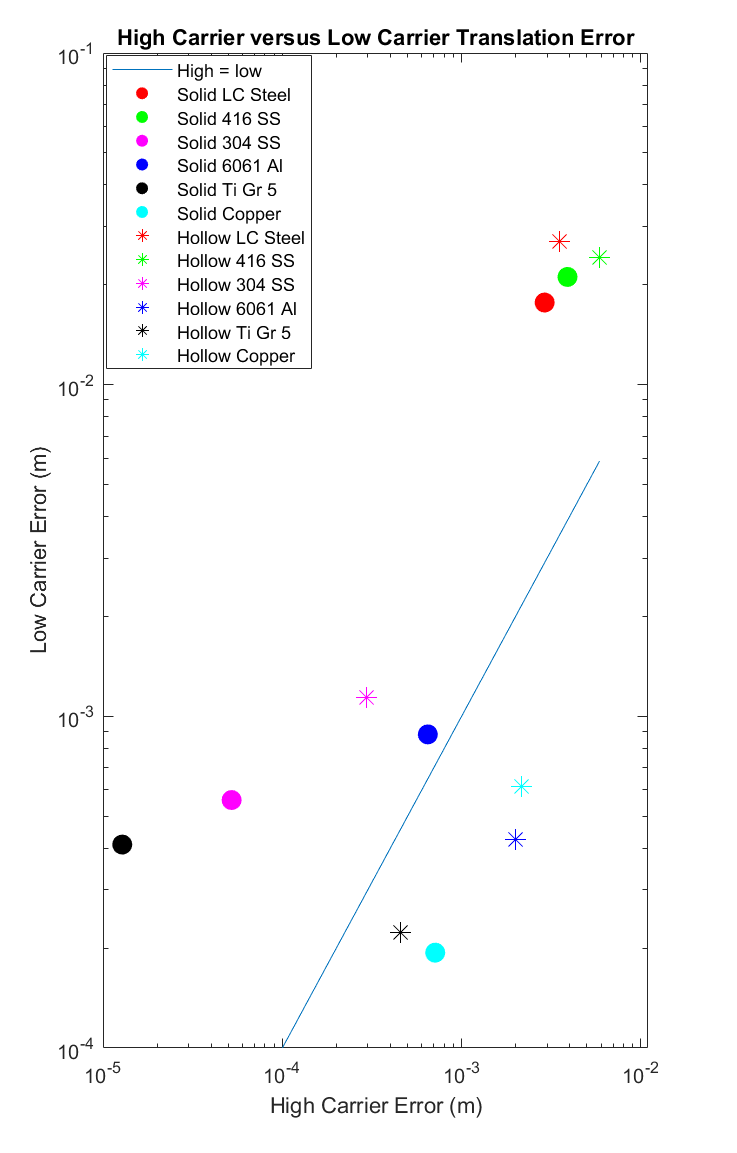 High Carrier versus Low Carrier Translation Error
10^-1
High = low
Solid LC Steel
Solid 416 SS
Solid 304 SS
Solid 6061 Al
Solid Ti Gr 5
Solid Copper
Hollow LC Steel
Hollow 416 SS
Hollow 304 SS
Hollow 6061 Al
Hollow Ti Gr 5
Hollow Copper
10^-2
Low Carrier Error (m)
10^-3
10^-4
10^-5 10^-4 10^-3 10^-2
High Carrier Error (m)